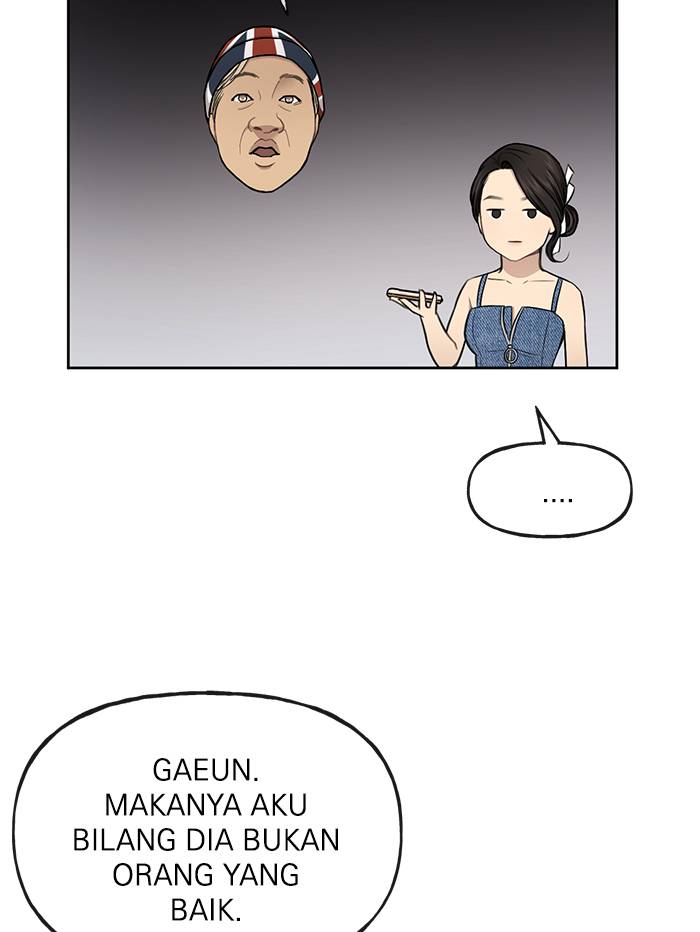 ....
GAEUN.
MAKANYA AKU
BILANG DIA BUKAN
ORANG YANG
BAIK.